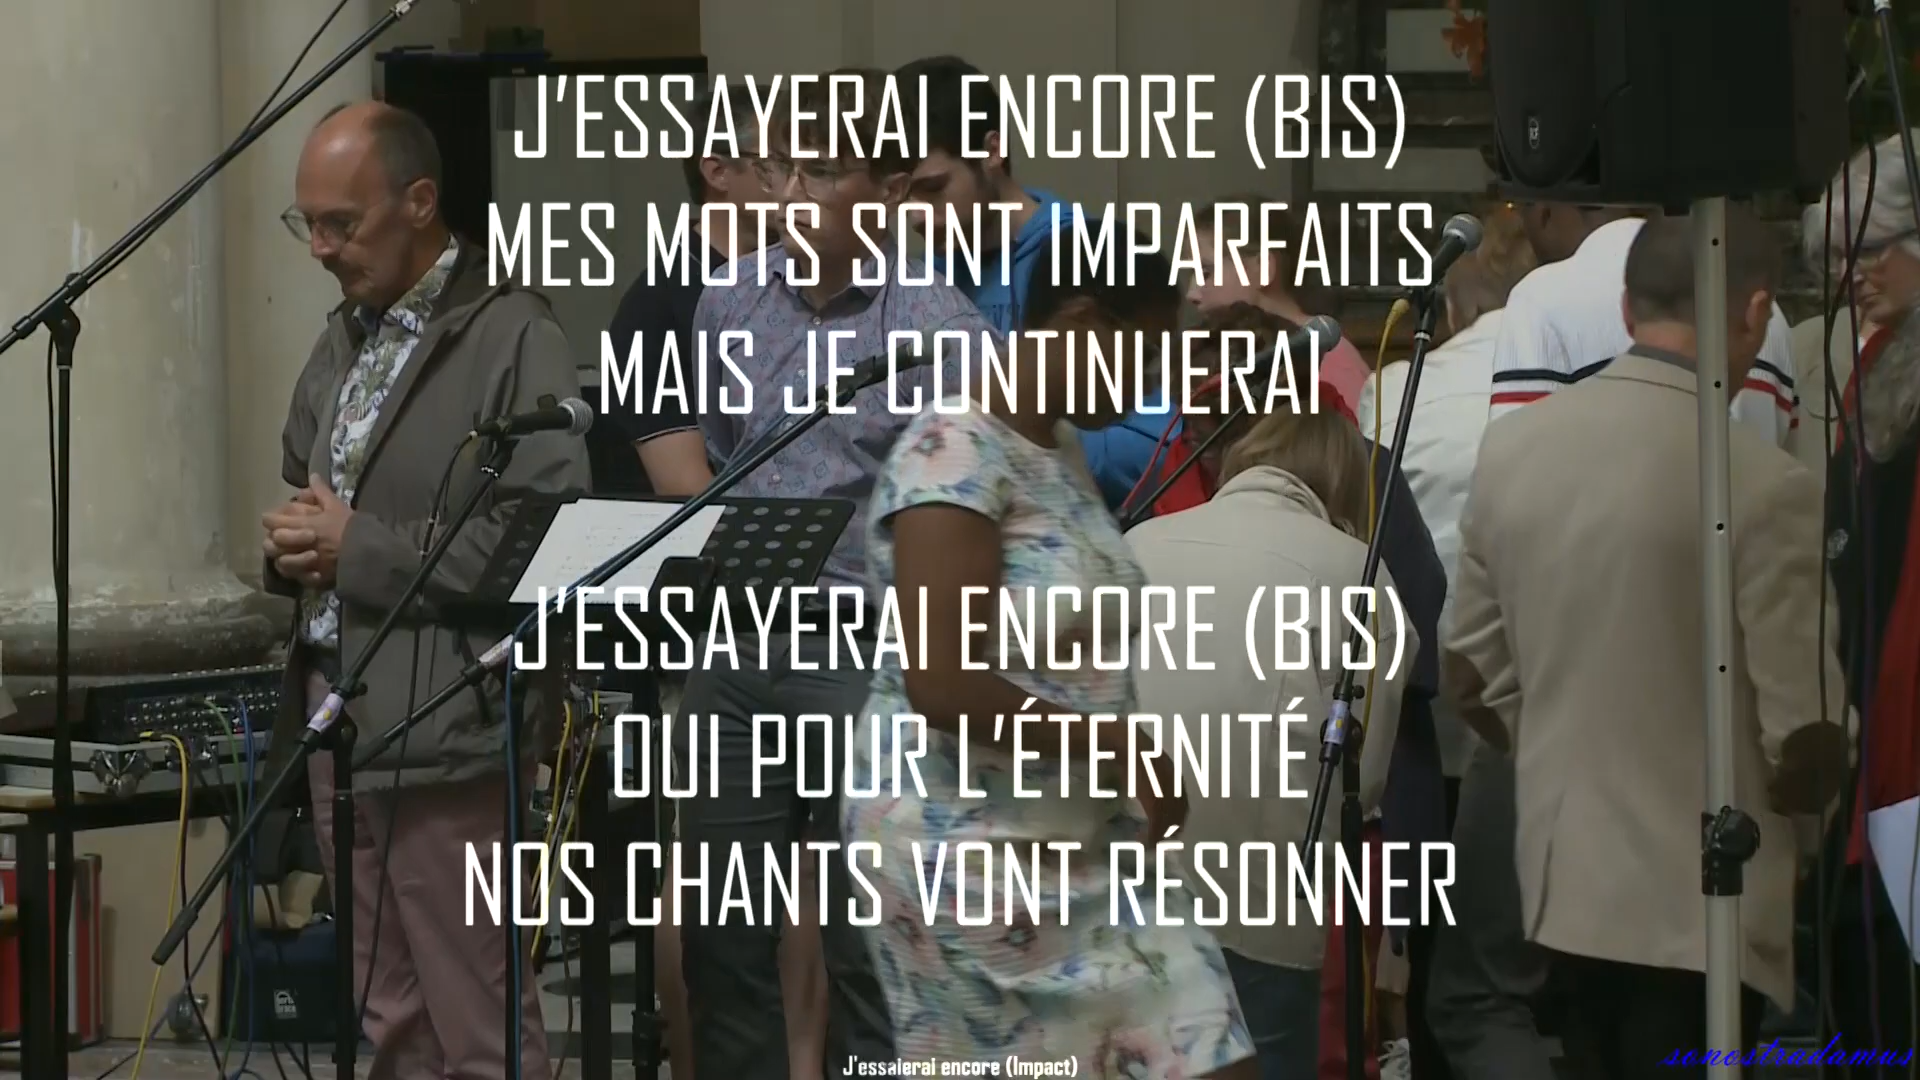 J'ESSAYERAI ENCORE (BIS)
MES MOTS SONT IMPARFAITS
MAIS JE CONTINUERAI
J'ESSAYERAI ENCORE (BIS)
OUI POUR L'ÉTERNITÉ
NOS CHANTS VONT RÉSONNER
J'essaierai encore (Impact)
sonostradamus